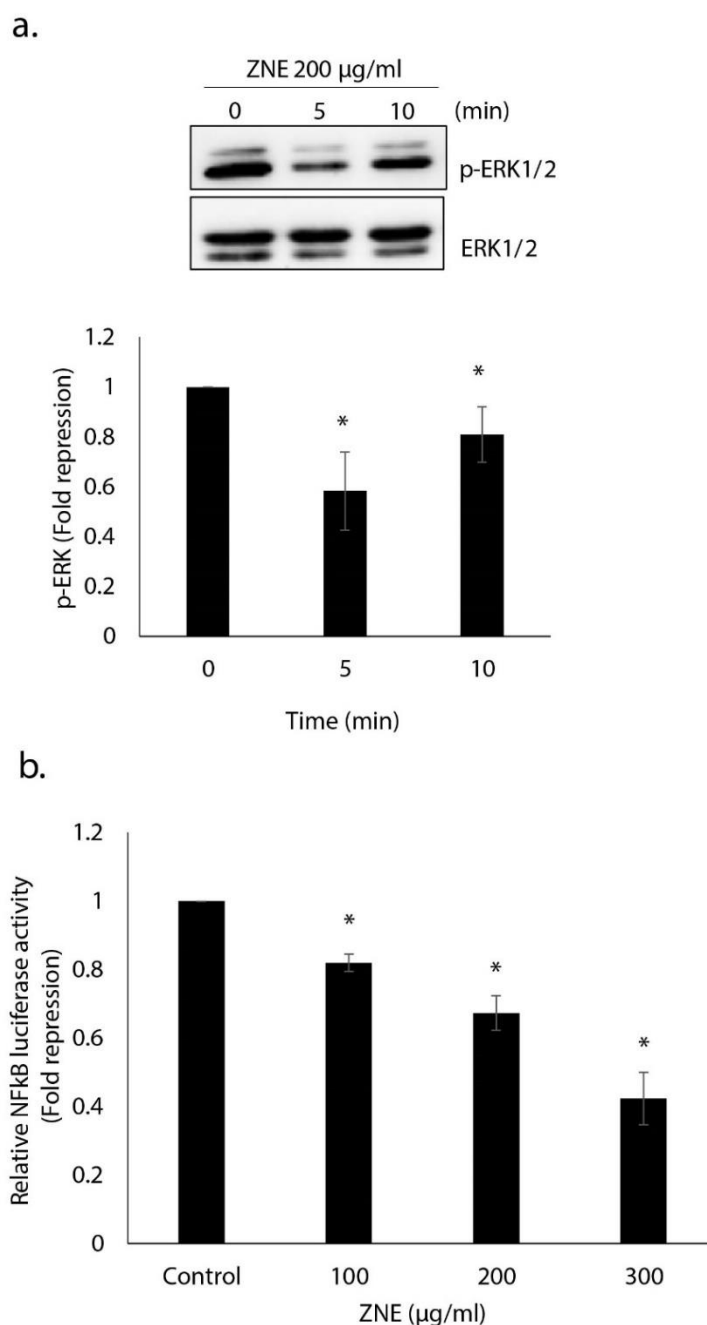 a.
ZNE 200 µg/ml
0 5 10 (min)
p-ERK1/2
ERK1/2
p-ERK (Fold repression)
1.2
1
0.8
0.6
0.4
0.2
0
*
*
0 5 10
Time (min)
b.
Relative NFkB luciferase activity
(Fold repression)
1.2
1
0.8
0.6
0.4
0.2
0
*
*
*
Control 100 200 300
ZNE (µg/ml)